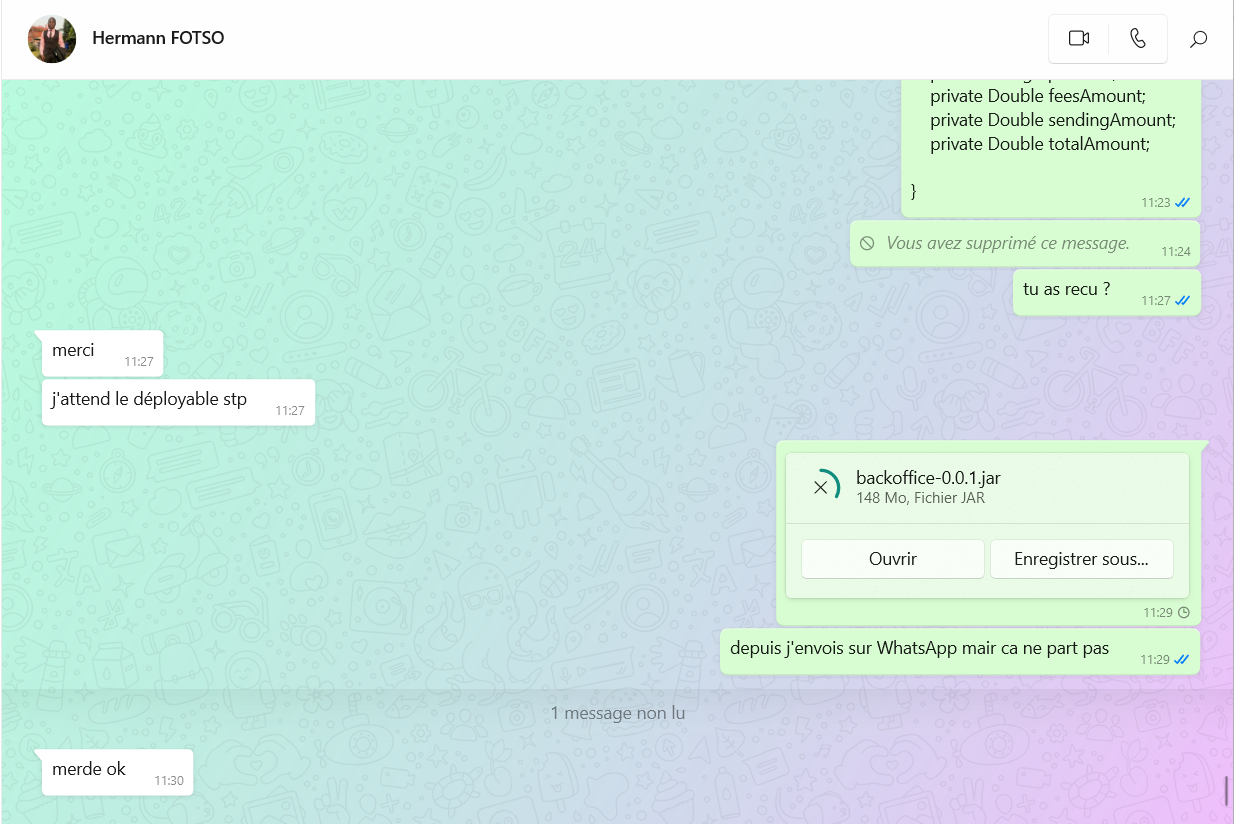 Hermann FOTSO
private Double feesAmount;
private Double sendingAmount;
private Double totalAmount;
}
11:23
Vous avez supprimé ce message.
11:24
tu as recu ?
11:27
merci
11:27
j'attend le déployable stp
11:27
backoffice-0.0.1.jar
148 Mo, Fichier JAR
Ouvrir
Enregistrer sous...
11:29
depuis j'envois sur WhatsApp mair ca ne part pas
11:29
1 message non lu
merde ok
11:30